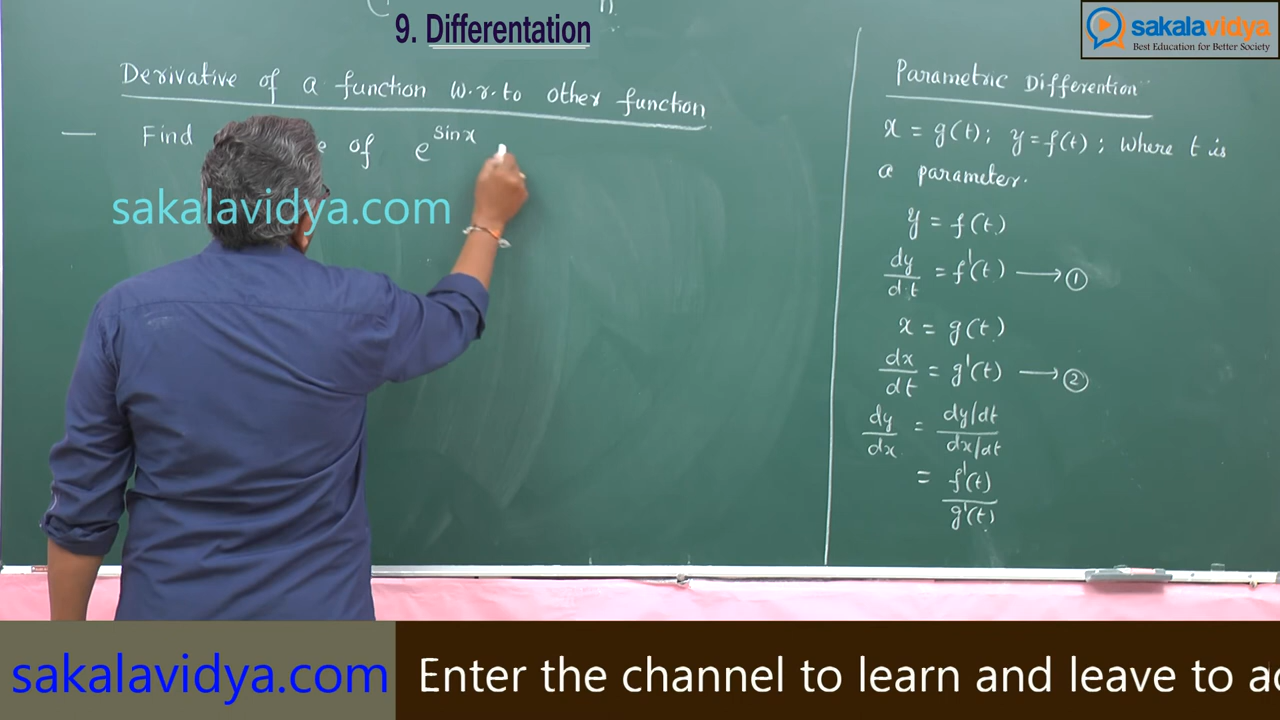 9. Differentation
sakalavidya
Best Education for Better Society
Derivative of a function w.r.to other function
— Find of e^sinx
sakalavidya.com
Parametric Differention
x = g(t); y = f(t); where t is
a parameter.
y = f(t)
dy/dt = f'(t) ⟶ ①
x = g(t)
dx/dt = g'(t) ⟶ ②
dy/dx = (dy/dt)/(dx/dt)
= f'(t)/g'(t)
sakalavidya.com
Enter the channel to learn and leave to